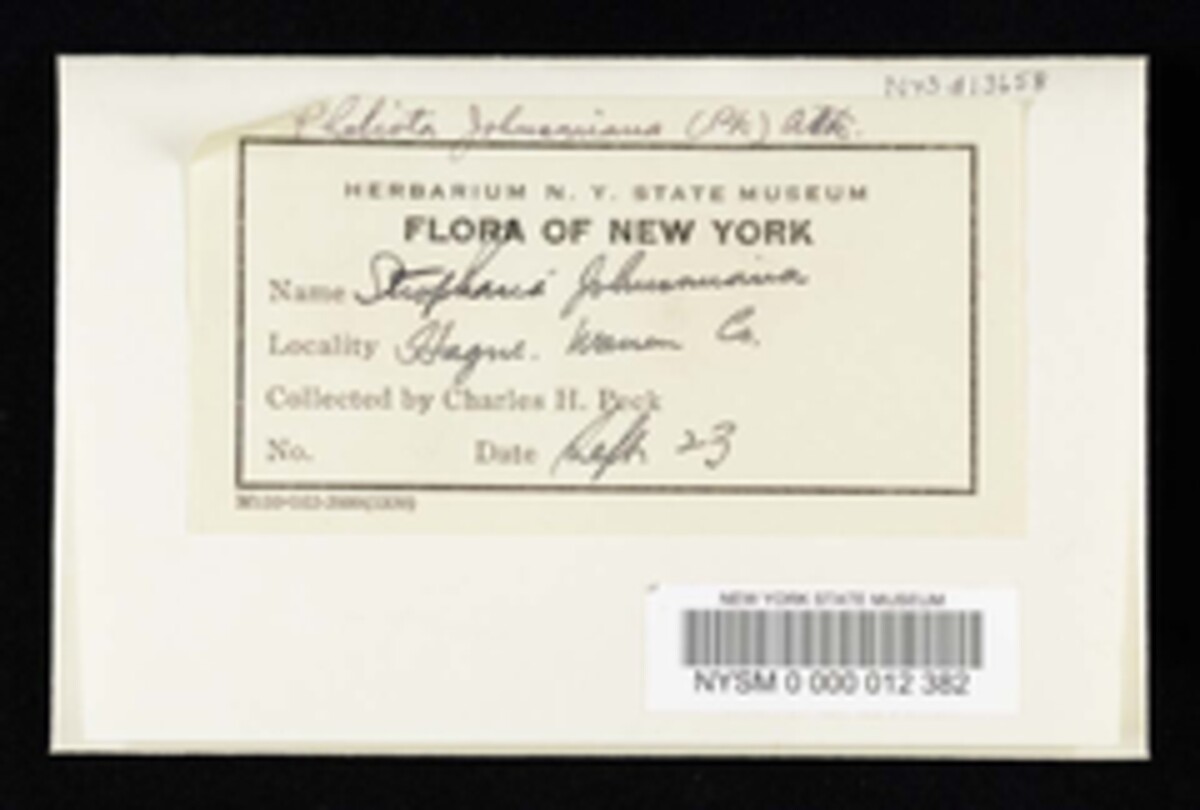 NYS #13658
Pholiota Johnsoniana (Pk) Atk.
HERBARIUM N. Y. STATE MUSEUM
FLORA OF NEW YORK
Name Stropharia Johnsoniana
Locality Hague. Warren Co.
Collected by Charles H. Peck
No. Date Sept. 23
NEW YORK STATE MUSEUM
NYSM 0 000 012 382